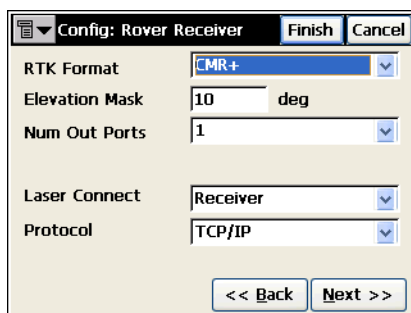 Config: Rover Receiver Finish Cancel
RTK Format CMR+
Elevation Mask 10 deg
Num Out Ports 1
Laser Connect Receiver
Protocol TCP/IP
<< Back Next >>